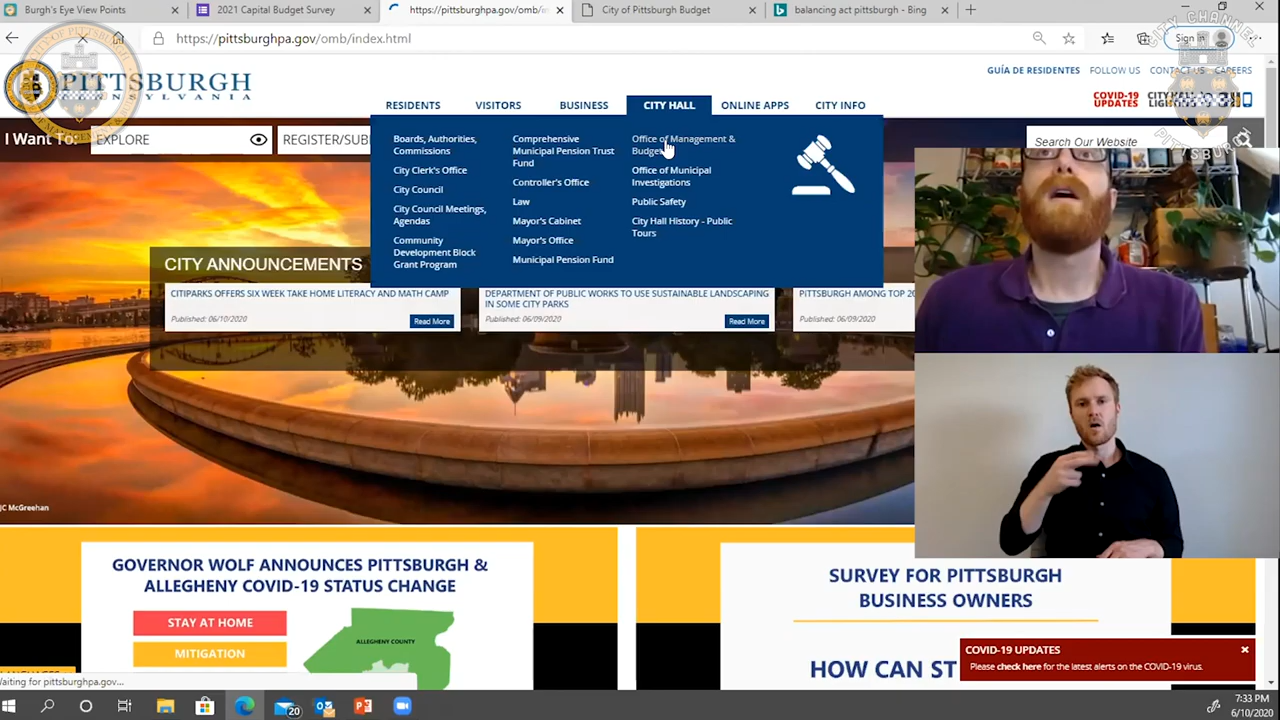 Burgh's Eye View Points
2021 Capital Budget Survey
https://pittsburghpa.gov/omb/in
City of Pittsburgh Budget
balancing act pittsburgh - Bing
https://pittsburghpa.gov/omb/index.html
Sign in
CITY CHANNEL
PITTSBURGH
PITTSBURGH
PENNSYLVANIA
GUÍA DE RESIDENTES
FOLLOW US
CONTACT US
CAREERS
COVID-19
UPDATES
RESIDENTS
VISITORS
BUSINESS
CITY HALL
ONLINE APPS
CITY INFO
I Want To:
EXPLORE
REGISTER/SUB
Search Our Website
Boards, Authorities,
Commissions
City Clerk's Office
City Council
City Council Meetings,
Agendas
Community
Development Block
Grant Program
Comprehensive
Municipal Pension Trust
Fund
Controller's Office
Law
Mayor's Cabinet
Mayor's Office
Municipal Pension Fund
Office of Management &
Budget
Office of Municipal
Investigations
Public Safety
City Hall History - Public
Tours
CITY ANNOUNCEMENTS
CITIPARKS OFFERS SIX WEEK TAKE HOME LITERACY AND MATH CAMP
Published: 06/10/2020
Read More
DEPARTMENT OF PUBLIC WORKS TO USE SUSTAINABLE LANDSCAPING
IN SOME CITY PARKS
Published: 06/09/2020
Read More
PITTSBURGH AMONG TOP 20
Published: 06/09/2020
JC McGreehan
GOVERNOR WOLF ANNOUNCES PITTSBURGH &
ALLEGHENY COVID-19 STATUS CHANGE
STAY AT HOME
MITIGATION
ALLEGHENY COUNTY
SURVEY FOR PITTSBURGH
BUSINESS OWNERS
HOW CAN ST
COVID-19 UPDATES
Please check here for the latest alerts on the COVID-19 virus.
Waiting for pittsburghpa.gov...
20
7:33 PM
6/10/2020